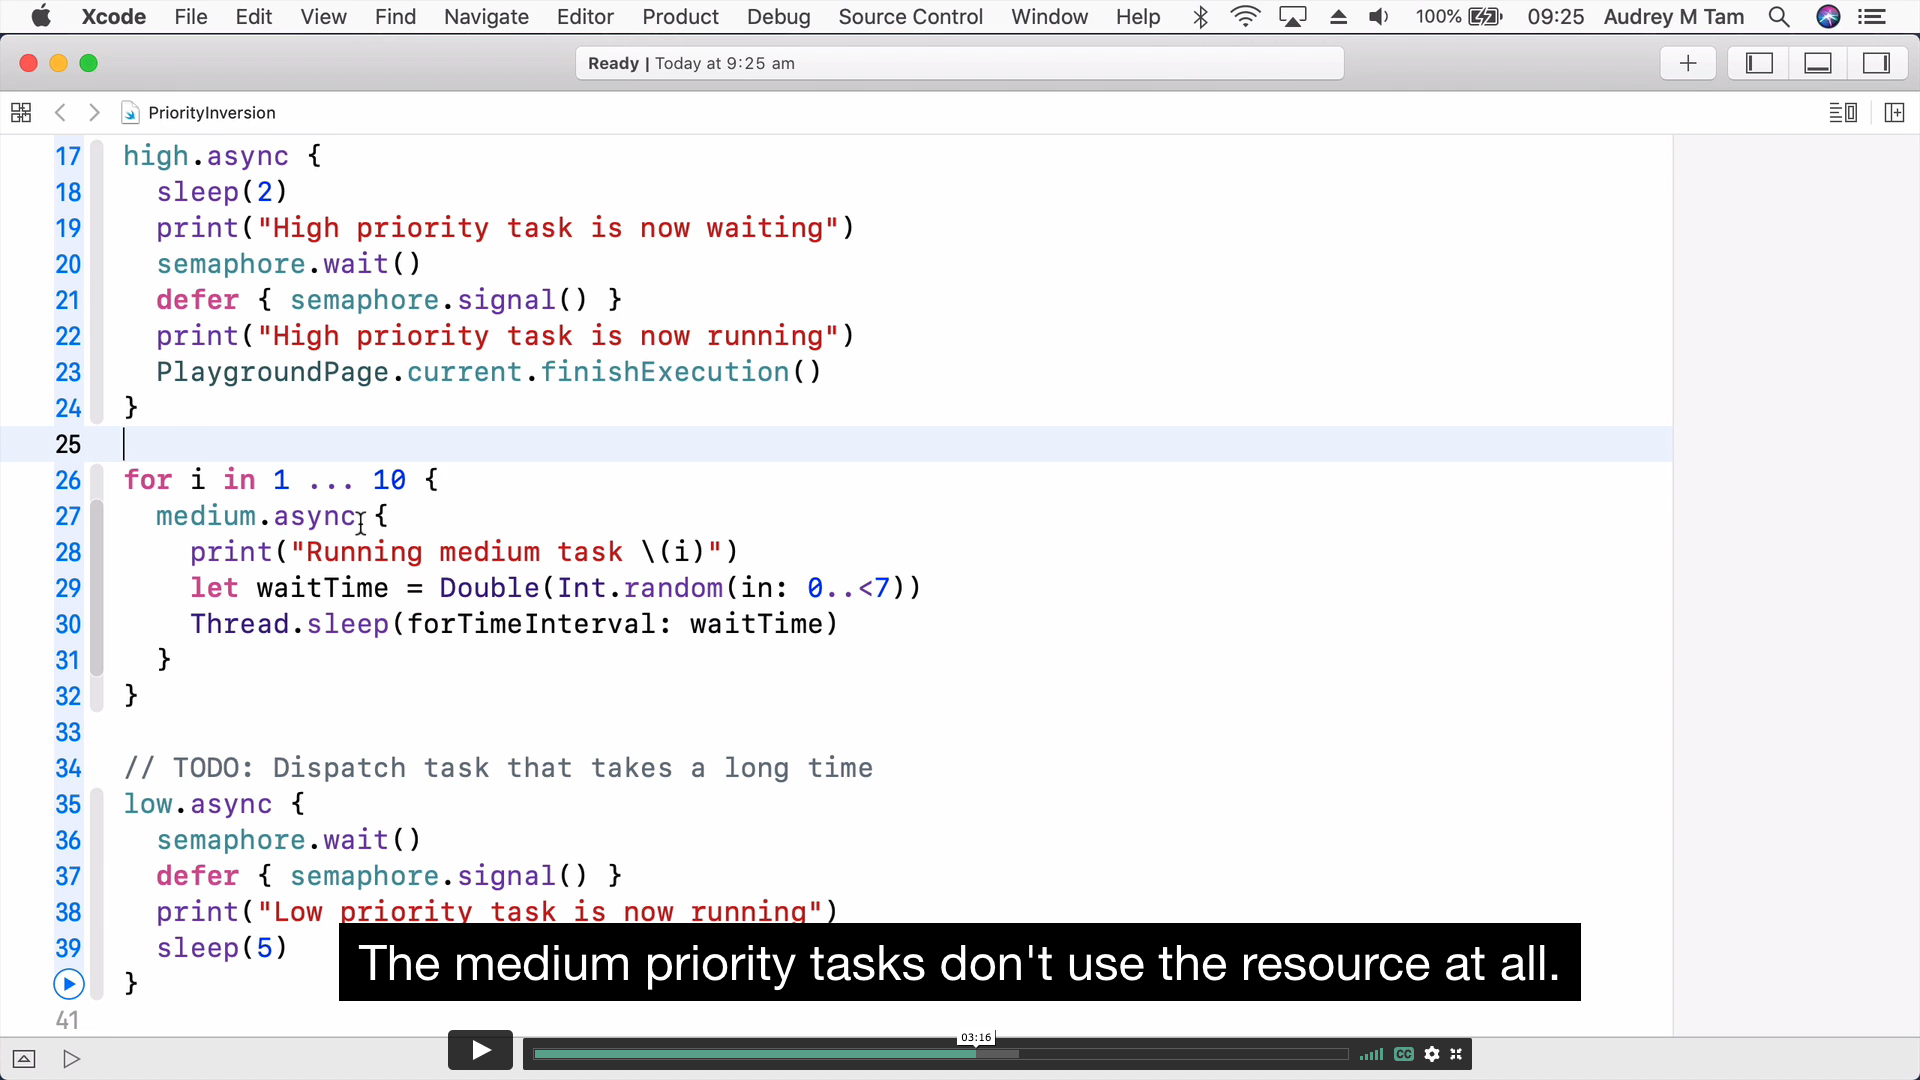 Xcode File Edit View Find Navigate Editor Product Debug Source Control Window Help 100% 09:25 Audrey M Tam
Ready | Today at 9:25 am
PriorityInversion
17 high.async {
18 sleep(2)
19 print("High priority task is now waiting")
20 semaphore.wait()
21 defer { semaphore.signal() }
22 print("High priority task is now running")
23 PlaygroundPage.current.finishExecution()
24 }
25
26 for i in 1 ... 10 {
27 medium.async {
28 print("Running medium task \(i)")
29 let waitTime = Double(Int.random(in: 0..<7))
30 Thread.sleep(forTimeInterval: waitTime)
31 }
32 }
33
34 // TODO: Dispatch task that takes a long time
35 low.async {
36 semaphore.wait()
37 defer { semaphore.signal() }
38 print("Low priority task is now running")
39 sleep(5)
}
41
The medium priority tasks don't use the resource at all.
03:16
CC